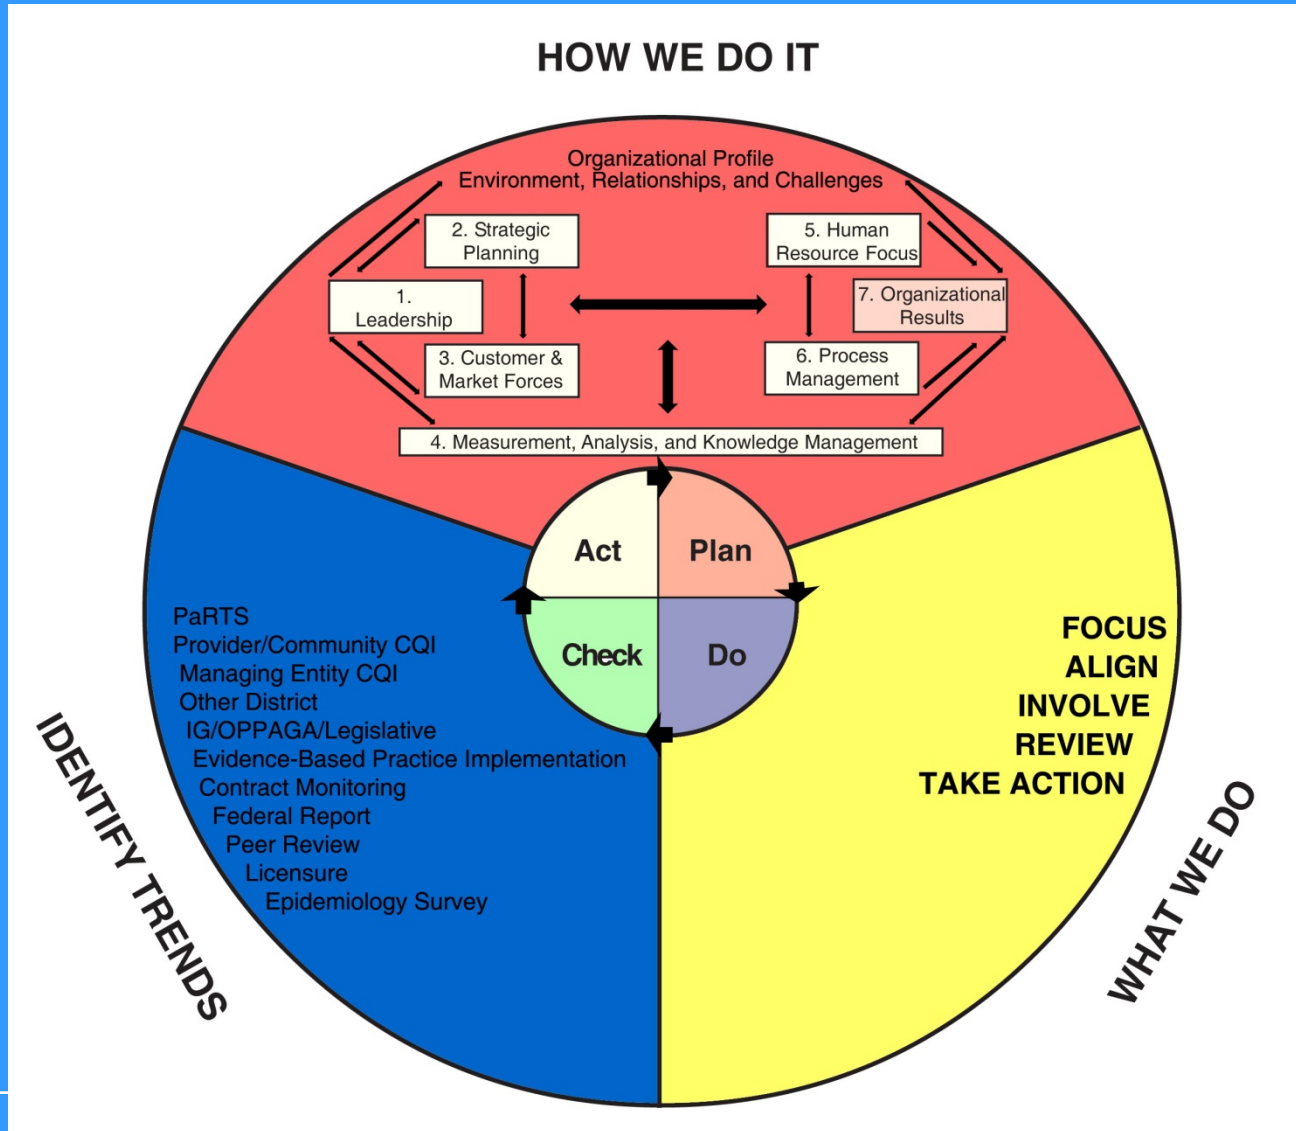 HOW WE DO IT
Organizational Profile
Environment, Relationships, and Challenges
2. Strategic
Planning
5. Human
Resource Focus
1.
Leadership
7. Organizational
Results
3. Customer &
Market Forces
6. Process
Management
4. Measurement, Analysis, and Knowledge Management
Act
Plan
Check
Do
PaRTS
Provider/Community CQI
Managing Entity CQI
Other District
IG/OPPAGA/Legislative
Evidence-Based Practice Implementation
Contract Monitoring
Federal Report
Peer Review
Licensure
Epidemiology Survey
FOCUS
ALIGN
INVOLVE
REVIEW
TAKE ACTION
IDENTIFY TRENDS
WHAT WE DO